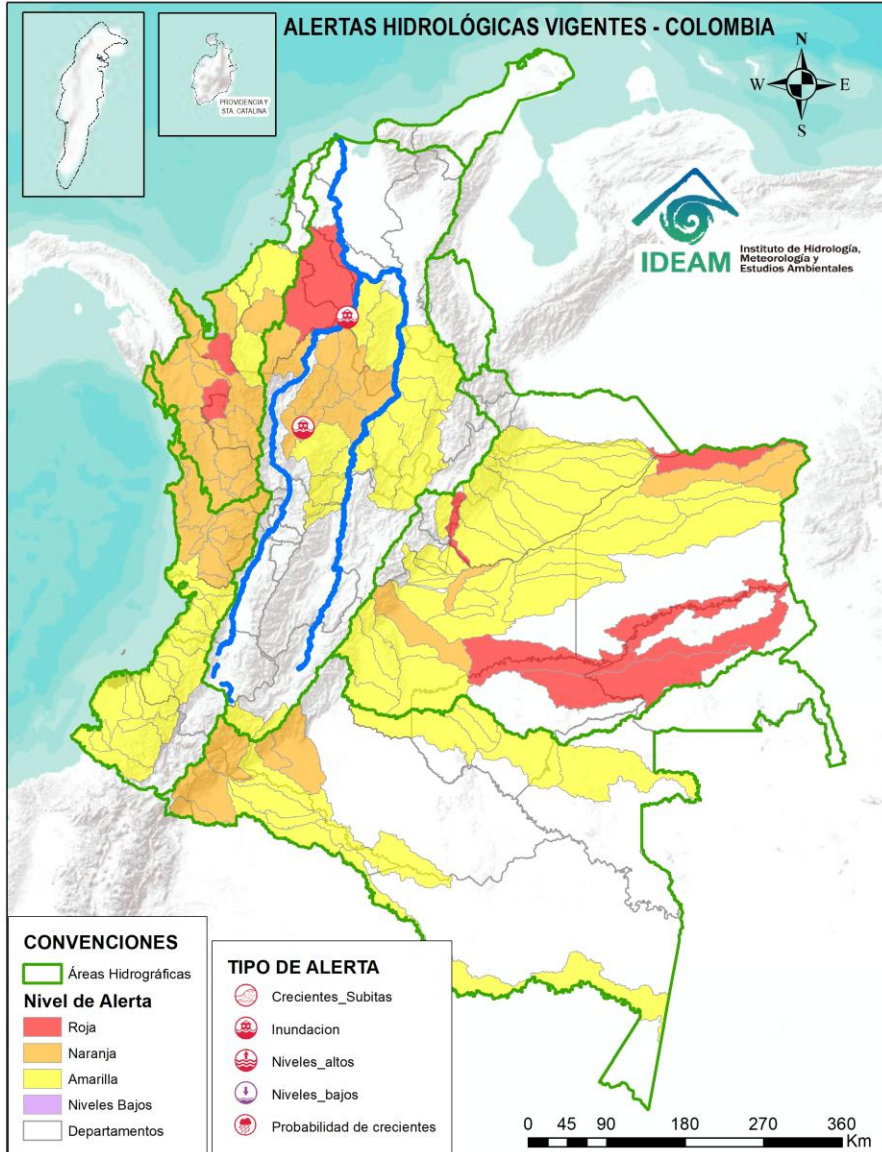 ALERTAS HIDROLÓGICAS VIGENTES - COLOMBIA
PROVIDENCIA Y
STA. CATALINA
N
W
E
S
IDEAM
Instituto de Hidrología,
Meteorología y
Estudios Ambientales
CONVENCIONES
Áreas Hidrográficas
Nivel de Alerta
Roja
Naranja
Amarilla
Niveles Bajos
Departamentos
TIPO DE ALERTA
Crecientes_Subitas
Inundacion
Niveles_altos
Niveles_bajos
Probabilidad de crecientes
0 45 90 180 270 360
Km